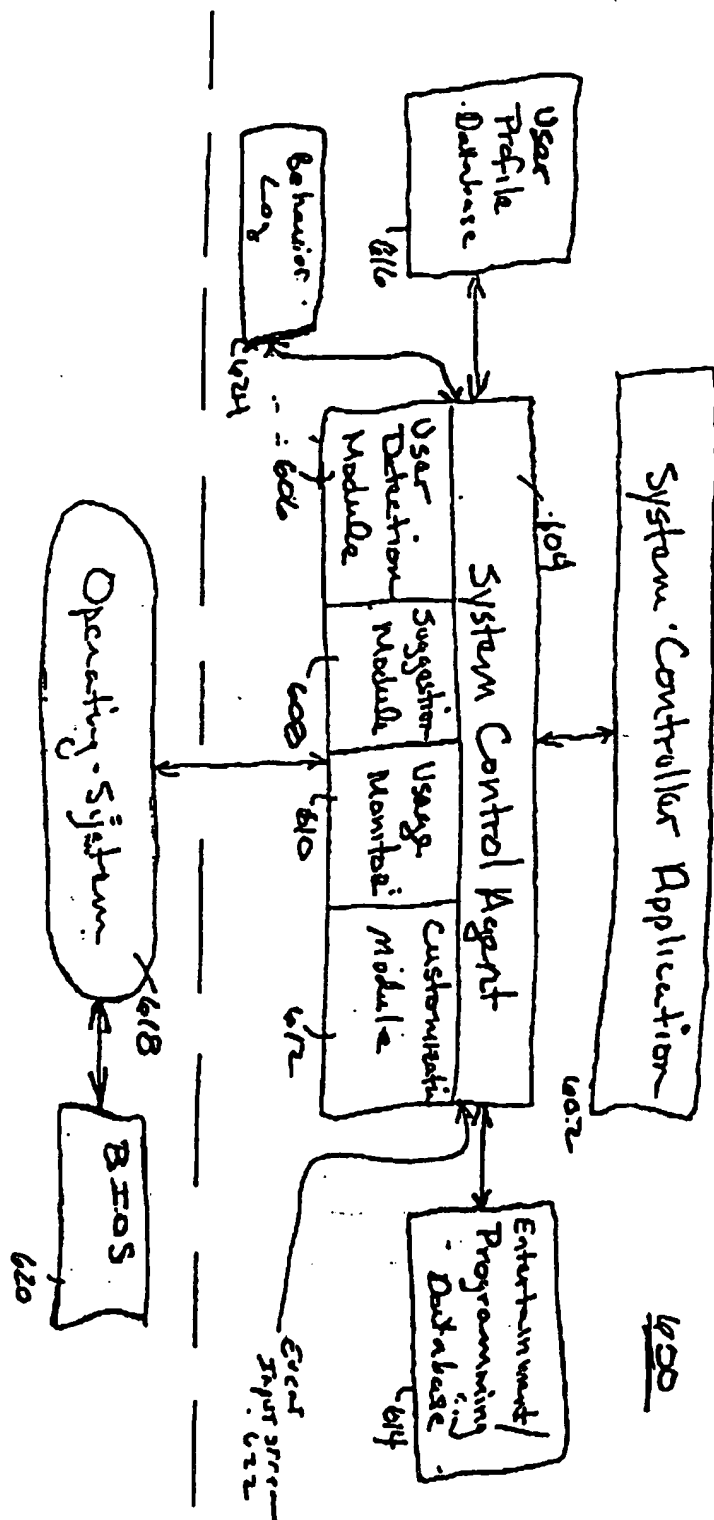 600
System Controller Application
602
User
Profile
Database
616
604
System Control Agent
Entertainment/
Programming
Database
614
Behavior
Log
624
User
Detection
Module
606
Suggestion
Module
608
Usage
Monitor
610
Customizati
Module
612
Event
Input
622
Operating System
618
BIOS
620